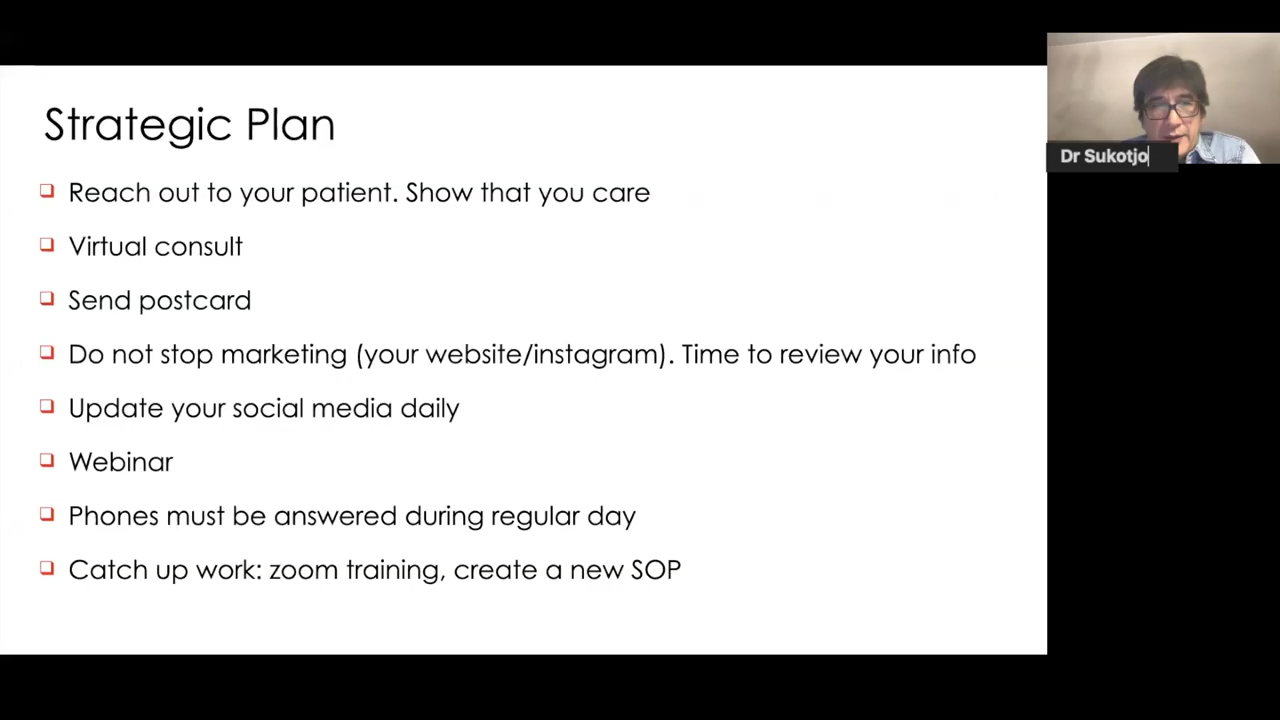 Strategic Plan
Reach out to your patient. Show that you care
Virtual consult
Send postcard
Do not stop marketing (your website/instagram). Time to review your info
Update your social media daily
Webinar
Phones must be answered during regular day
Catch up work: zoom training, create a new SOP
Dr Sukotjo